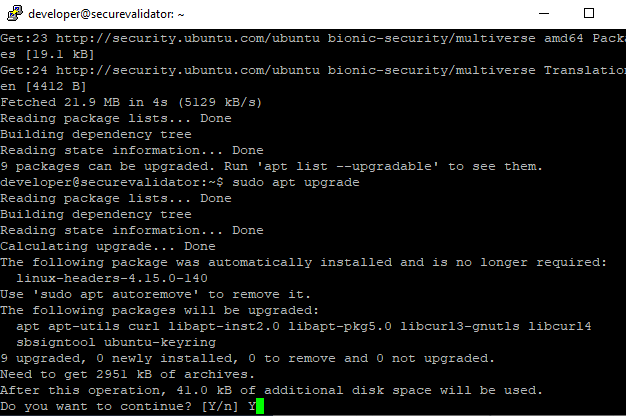 developer@securevalidator: ~
Get:23 http://security.ubuntu.com/ubuntu bionic-security/multiverse amd64 Packa
es [19.1 kB]
Get:24 http://security.ubuntu.com/ubuntu bionic-security/multiverse Translation
en [4412 B]
Fetched 21.9 MB in 4s (5129 kB/s)
Reading package lists... Done
Building dependency tree
Reading state information... Done
9 packages can be upgraded. Run 'apt list --upgradable' to see them.
developer@securevalidator:~$ sudo apt upgrade
Reading package lists... Done
Building dependency tree
Reading state information... Done
Calculating upgrade... Done
The following package was automatically installed and is no longer required:
linux-headers-4.15.0-140
Use 'sudo apt autoremove' to remove it.
The following packages will be upgraded:
apt apt-utils curl libapt-inst2.0 libapt-pkg5.0 libcurl3-gnutls libcurl4
sbsigntool ubuntu-keyring
9 upgraded, 0 newly installed, 0 to remove and 0 not upgraded.
Need to get 2951 kB of archives.
After this operation, 41.0 kB of additional disk space will be used.
Do you want to continue? [Y/n] Y